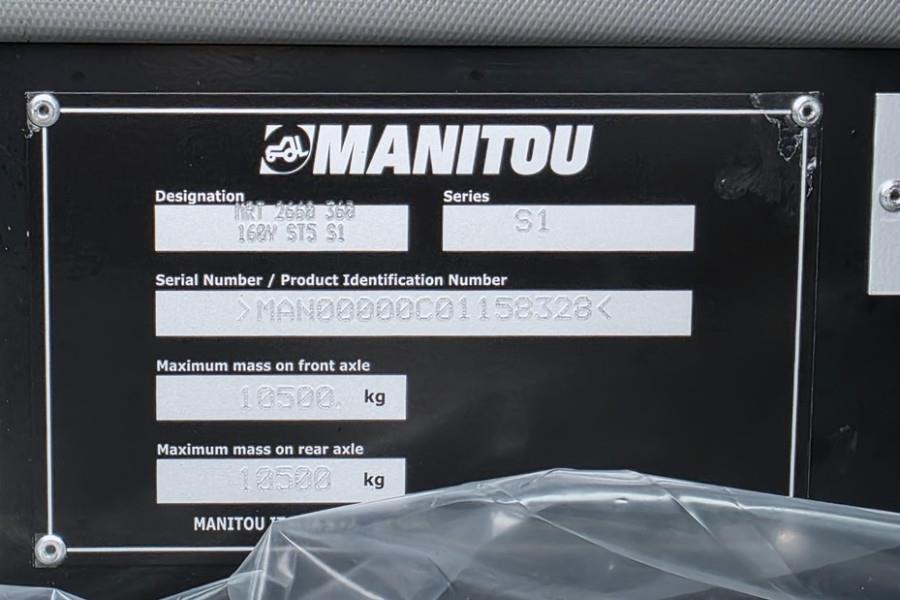 MANITOU
Designation
MRT 2660 360
160Y ST5 S1
Series
S1
Serial Number / Product Identification Number
>MAN00000C01158328<
Maximum mass on front axle
10500. kg
Maximum mass on rear axle
10500 kg
MANITOU